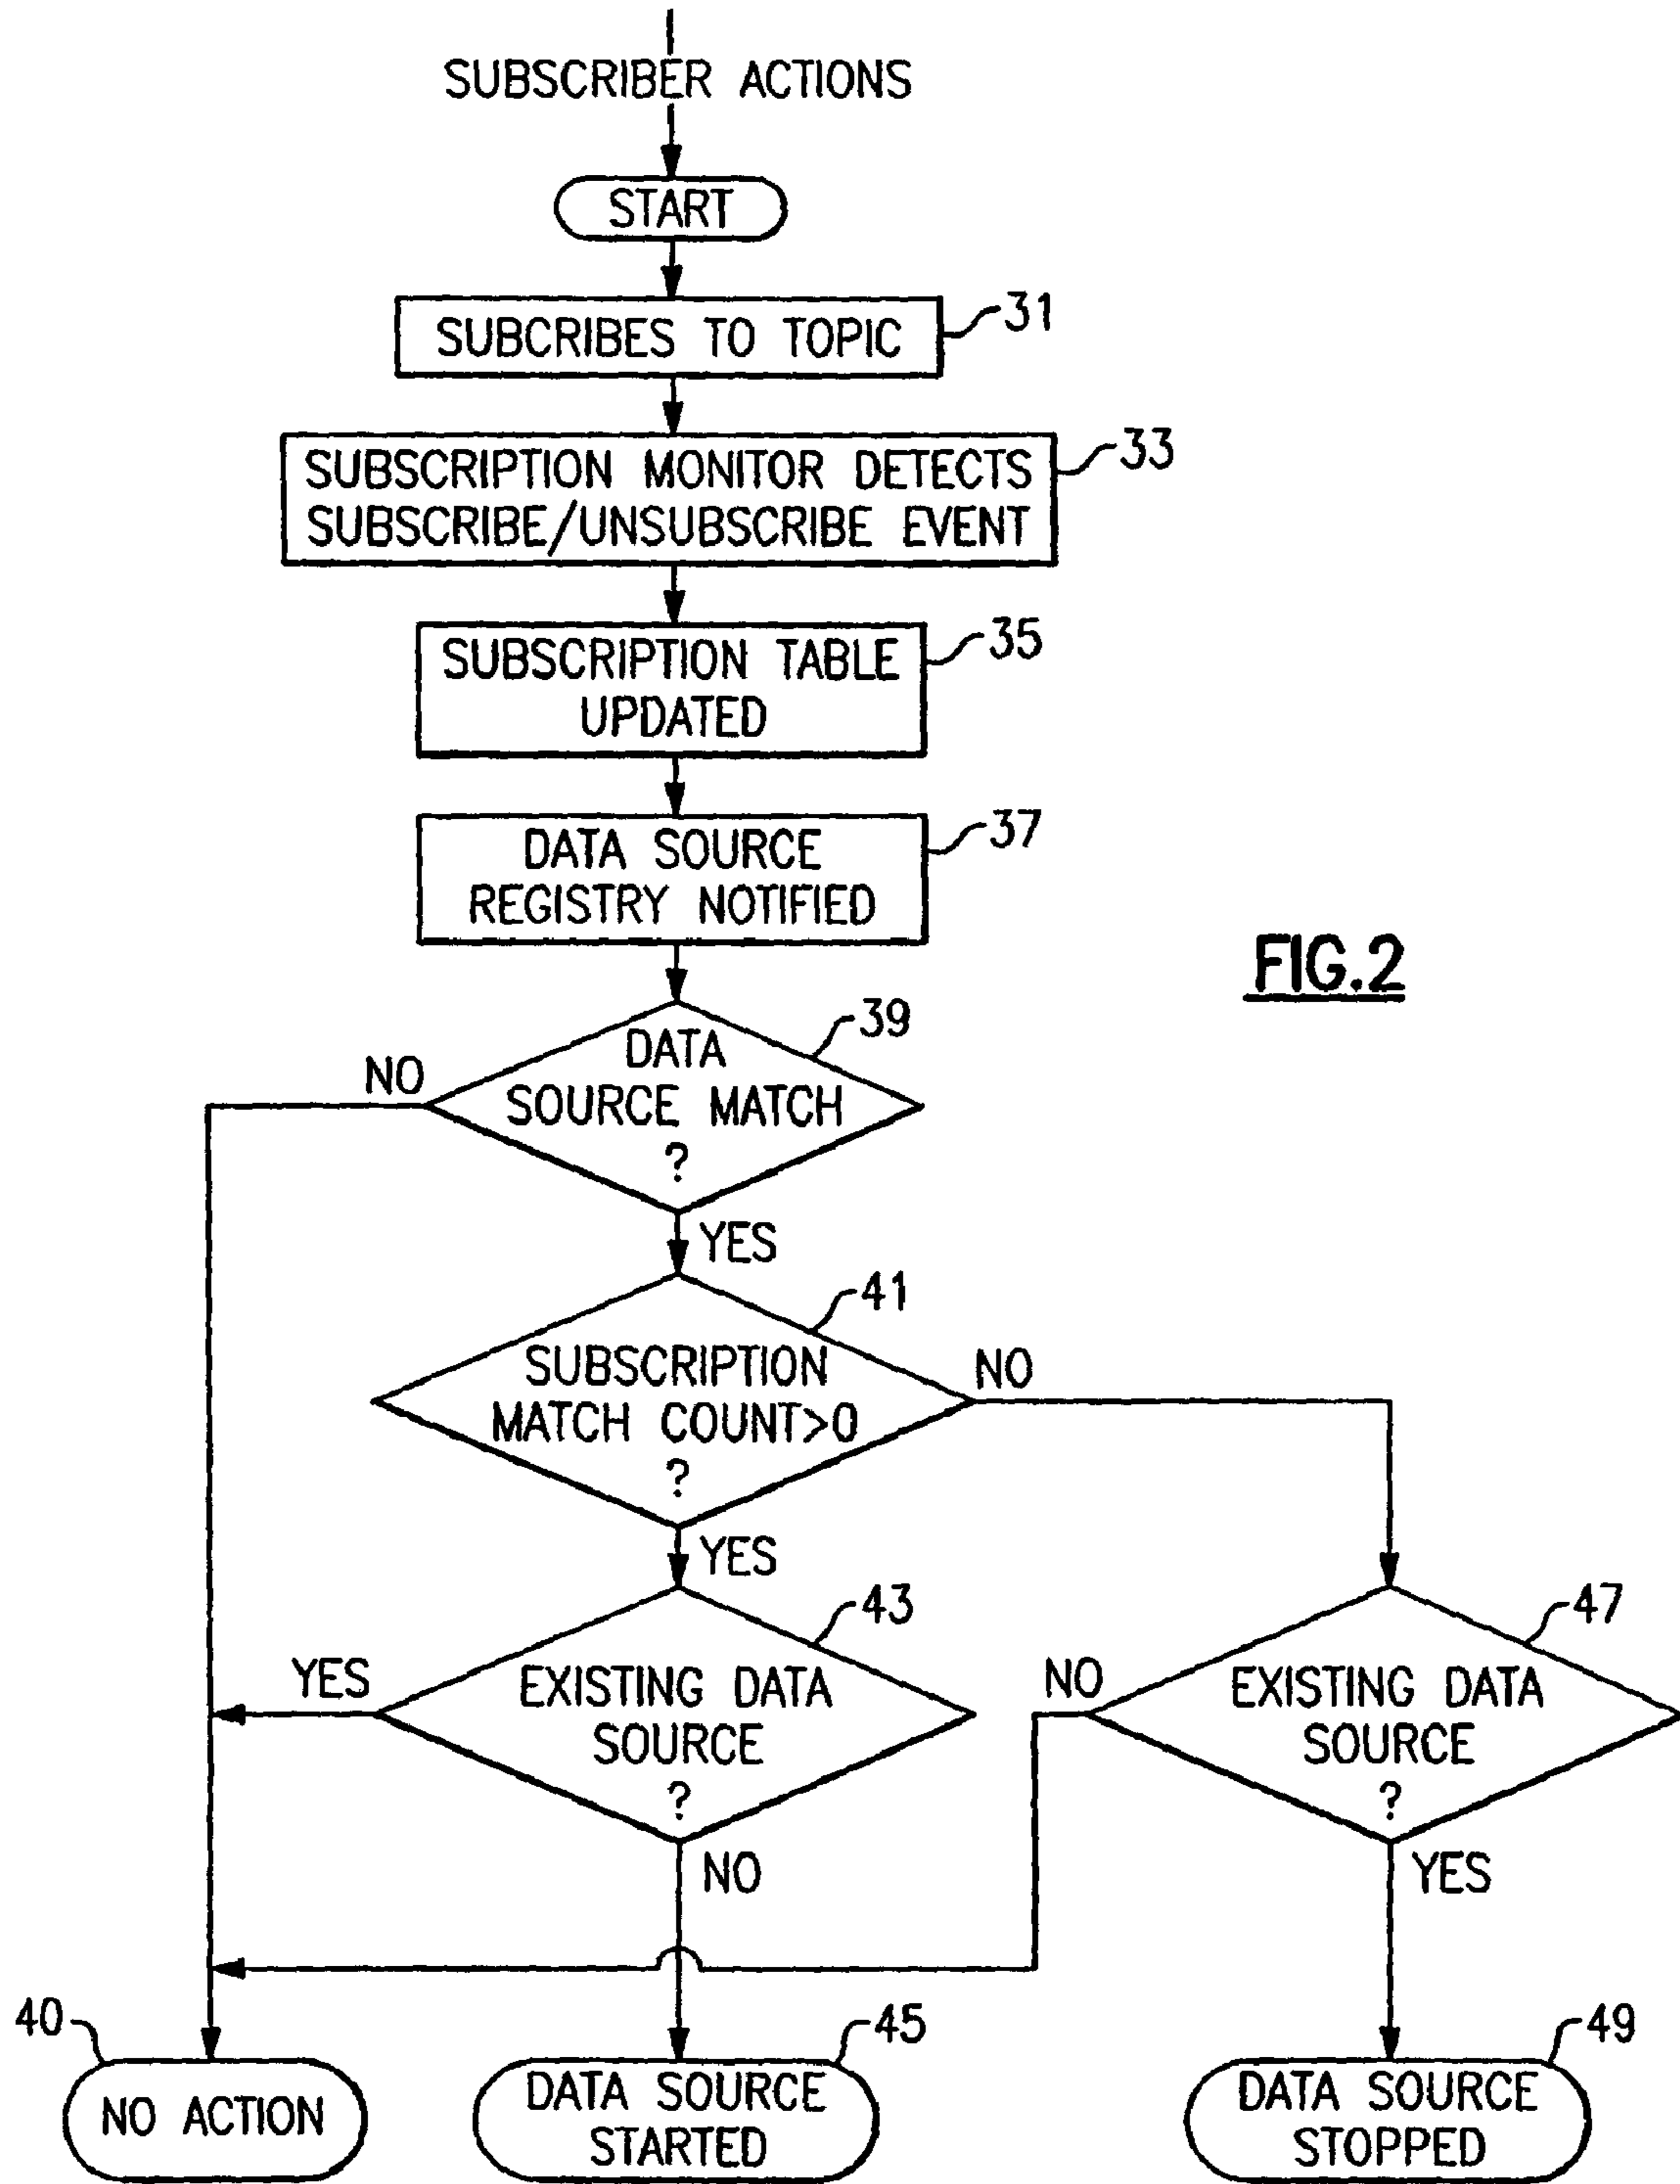 SUBSCRIBER ACTIONS
START
SUBCRIBES TO TOPIC
31
SUBSCRIPTION MONITOR DETECTS
SUBSCRIBE/UNSUBSCRIBE EVENT
33
SUBSCRIPTION TABLE
UPDATED
35
DATA SOURCE
REGISTRY NOTIFIED
37
FIG.2
DATA
SOURCE MATCH
?
39
NO
YES
SUBSCRIPTION
MATCH COUNT>0
?
41
NO
YES
EXISTING DATA
SOURCE
?
43
YES
NO
EXISTING DATA
SOURCE
?
47
NO
YES
40
NO ACTION
45
DATA SOURCE
STARTED
49
DATA SOURCE
STOPPED